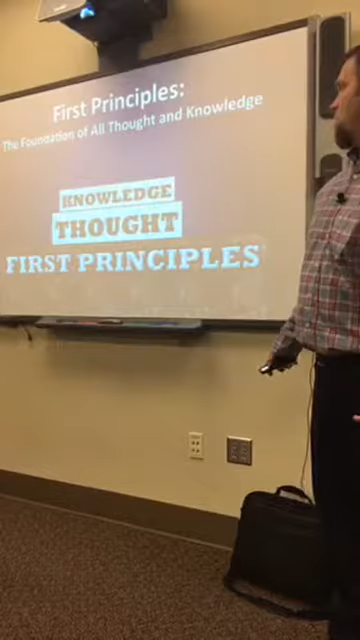 First Principles:
The Foundation of All Thought and Knowledge
KNOWLEDGE
THOUGHT
FIRST PRINCIPLES